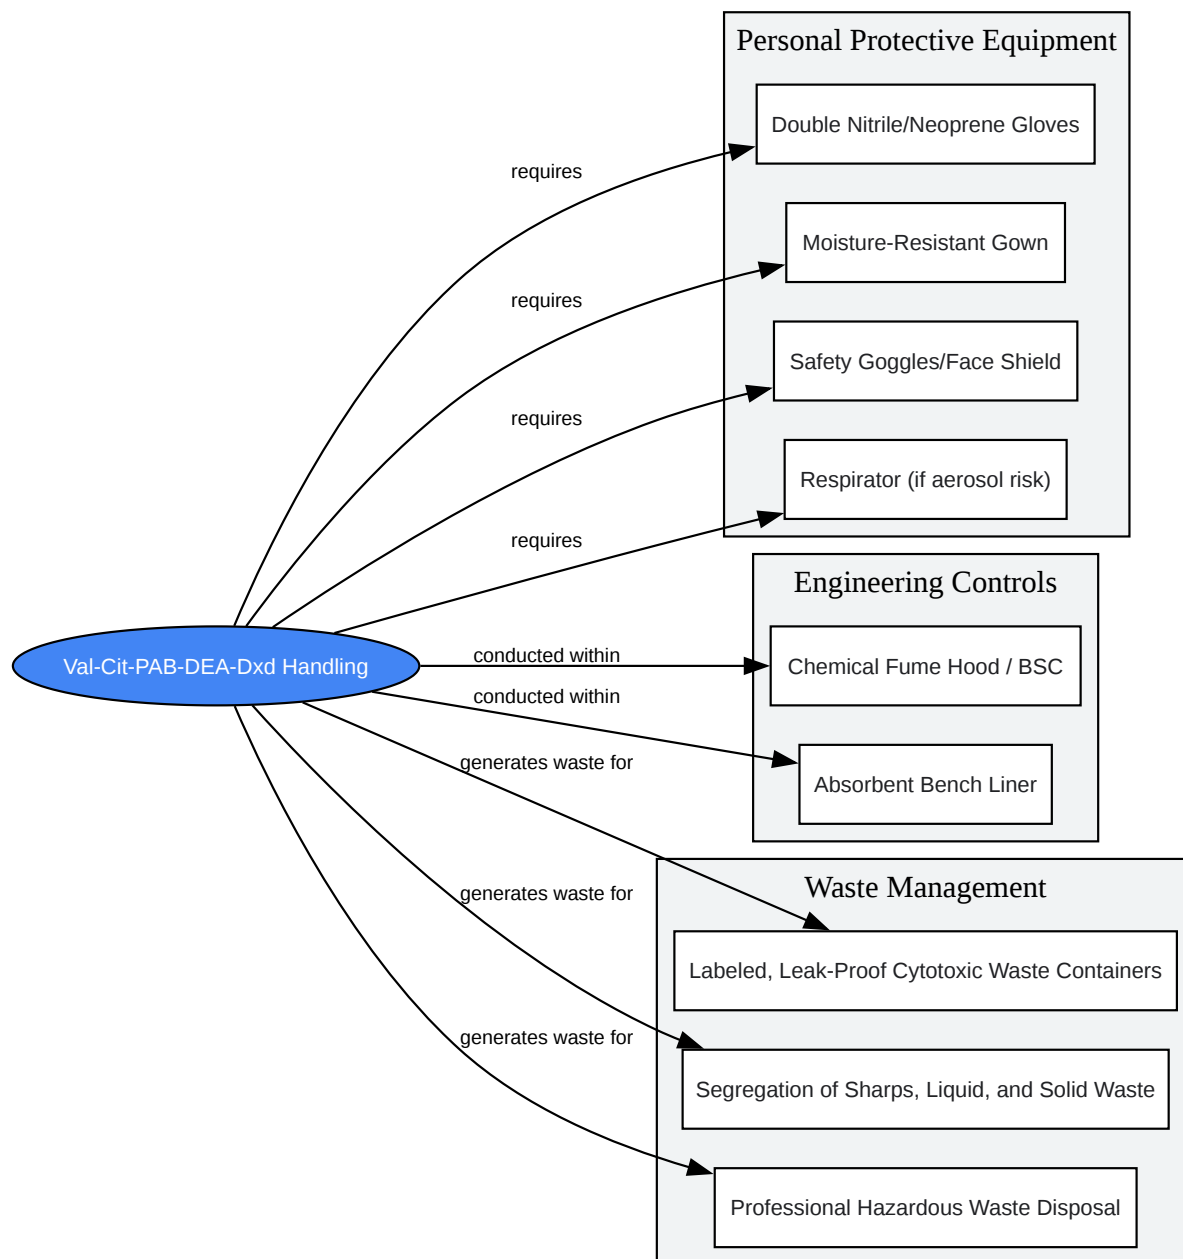 Personal Protective Equipment
Double Nitrile/Neoprene Gloves
requires
Moisture-Resistant Gown
requires
Safety Goggles/Face Shield
requires
Respirator (if aerosol risk)
requires
Engineering Controls
Val-Cit-PAB-DEA-Dxd Handling
conducted within
Chemical Fume Hood / BSC
conducted within
Absorbent Bench Liner
generates waste for
Waste Management
generates waste for
Labeled, Leak-Proof Cytotoxic Waste Containers
generates waste for
Segregation of Sharps, Liquid, and Solid Waste
Professional Hazardous Waste Disposal